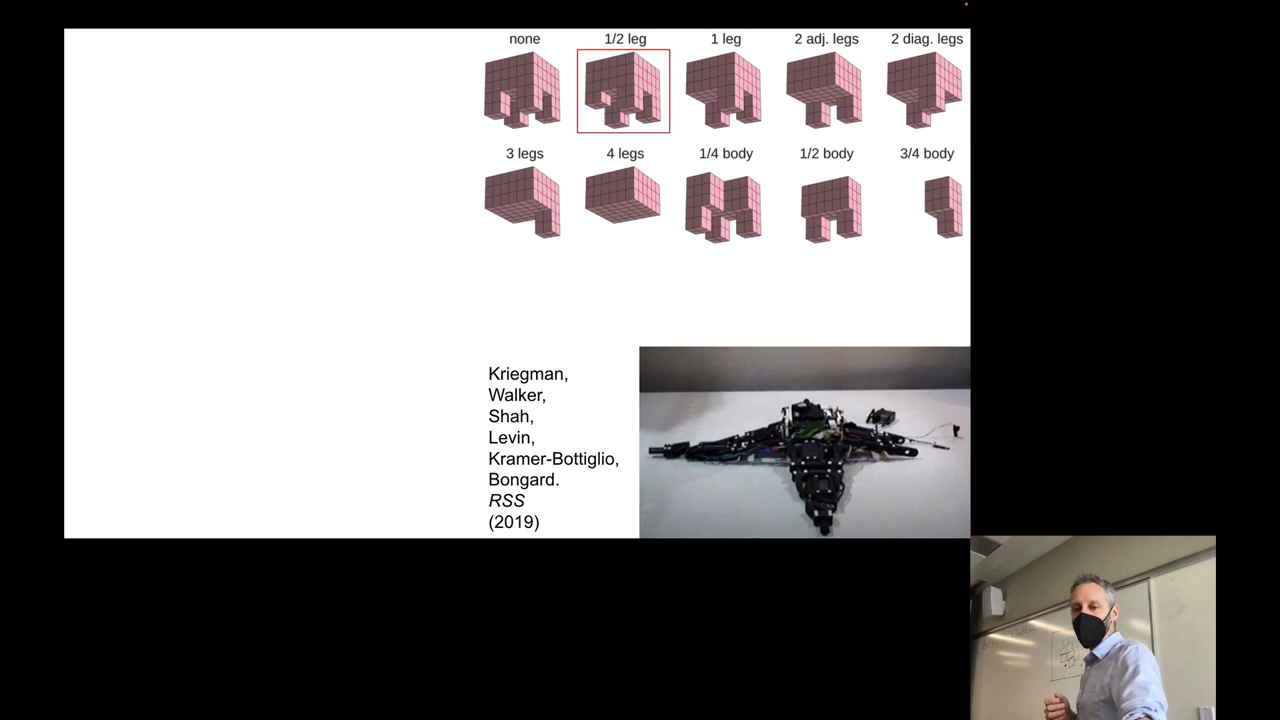 none
1/2 leg
1 leg
2 adj. legs
2 diag. legs
3 legs
4 legs
1/4 body
1/2 body
3/4 body
Kriegman,
Walker,
Shah,
Levin,
Kramer-Bottiglio,
Bongard.
RSS
(2019)